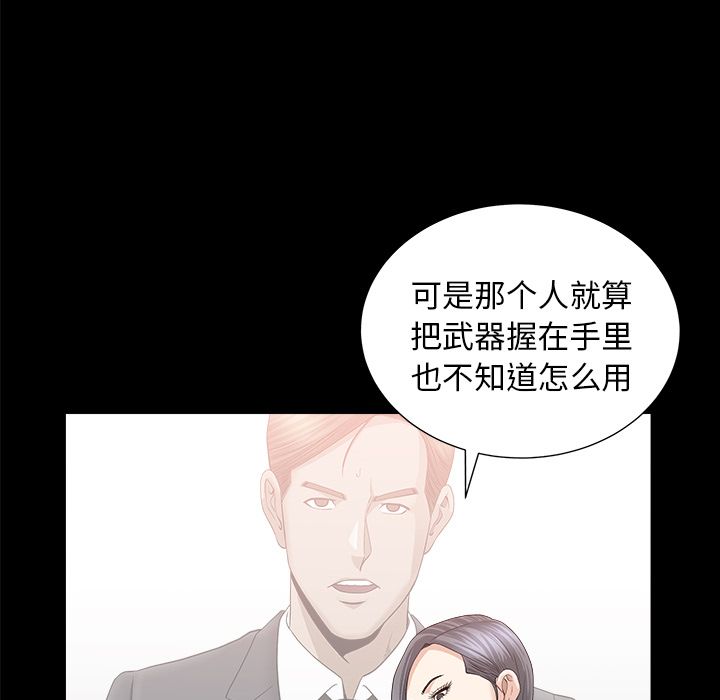 可是那个人就算
把武器握在手里
也不知道怎么用